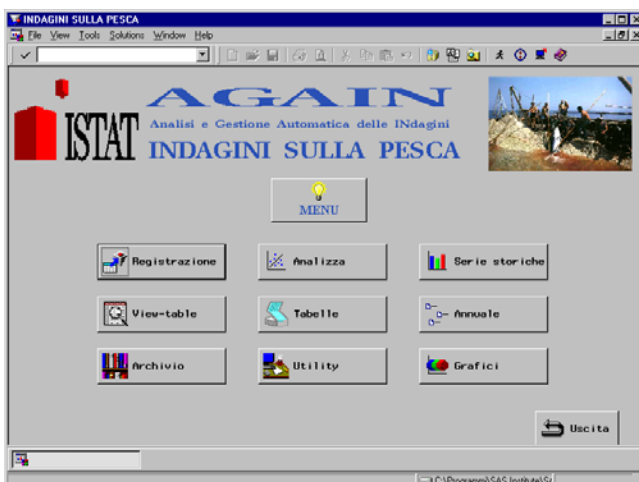 INDAGINI SULLA PESCA
File View Tools Solutions Window Help
ISTAT
AGAIN
Analisi e Gestione Automatica delle INdagini
INDAGINI SULLA PESCA
MENU
Registrazione
Analizza
Serie storiche
View-table
Tabelle
Annuale
Archivio
Utility
Grafici
Uscita
C:\Programmi\SAS Institute\S